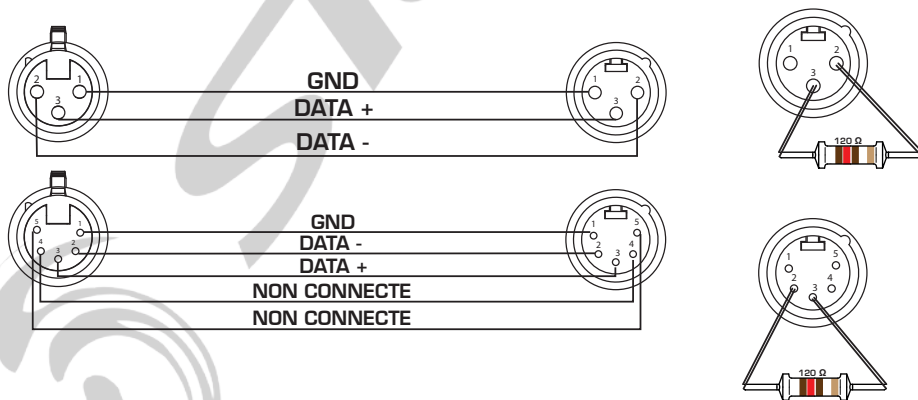 2 1
3
GND
DATA +
DATA -
1 2
3
1 2
3
120 Ω
5 1
4 3 2
GND
DATA -
DATA +
NON CONNECTE
NON CONNECTE
1 5
2 3 4
1 5
2 3 4
120 Ω